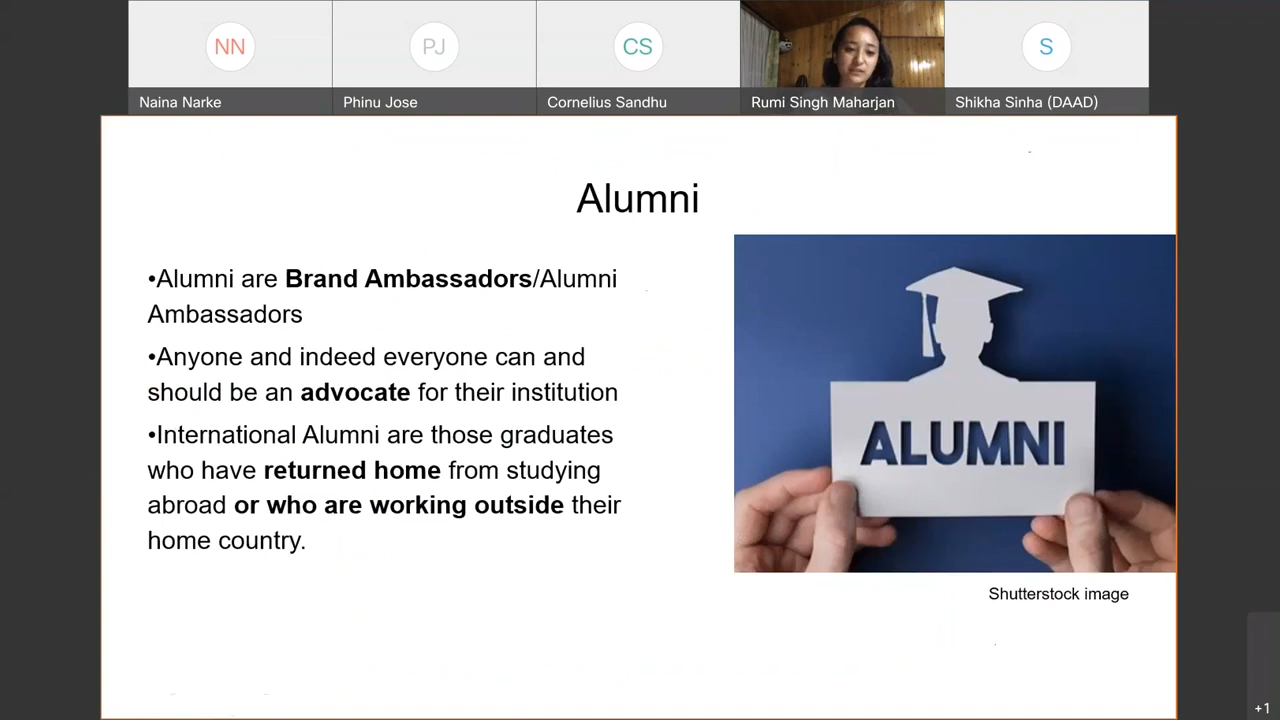 NN
PJ
CS
S
Naina Narke
Phinu Jose
Cornelius Sandhu
Rumi Singh Maharjan
Shikha Sinha (DAAD)
Alumni
•Alumni are Brand Ambassadors/Alumni
Ambassadors
•Anyone and indeed everyone can and
should be an advocate for their institution
•International Alumni are those graduates
who have returned home from studying
abroad or who are working outside their
home country.
ALUMNI
Shutterstock image
+1